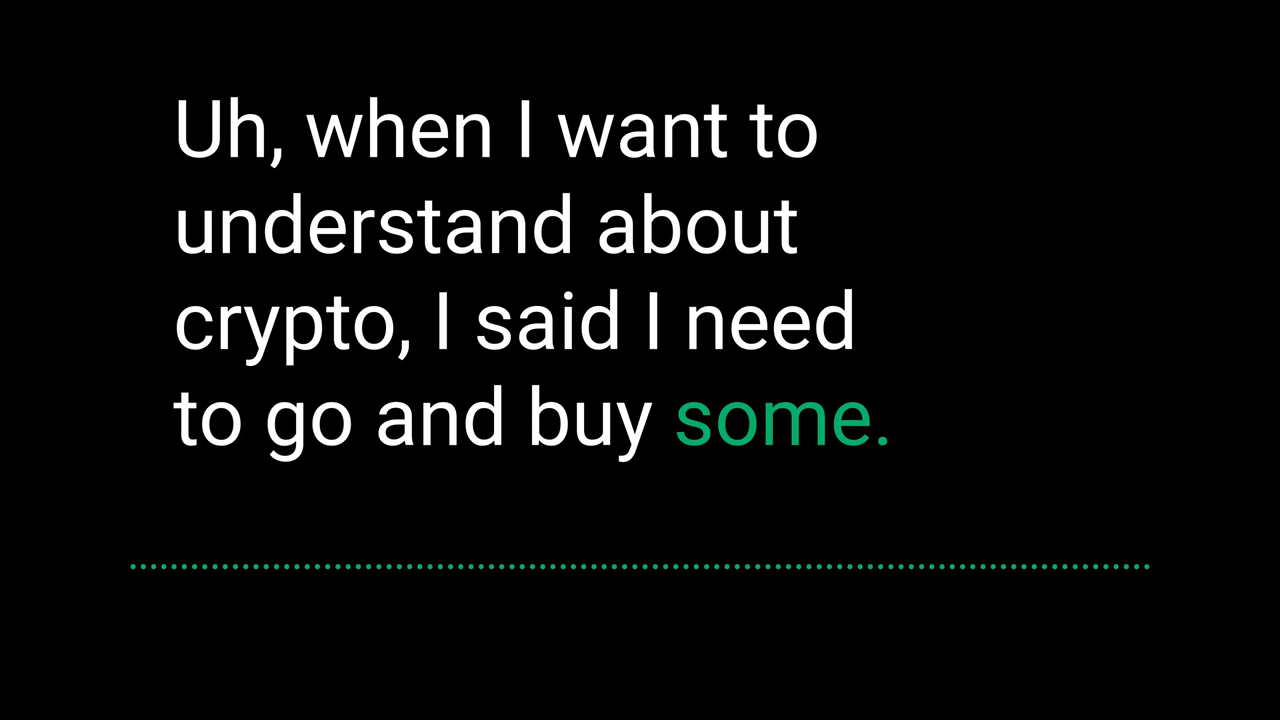 Uh, when I want to
understand about
crypto, I said I need
to go and buy some.